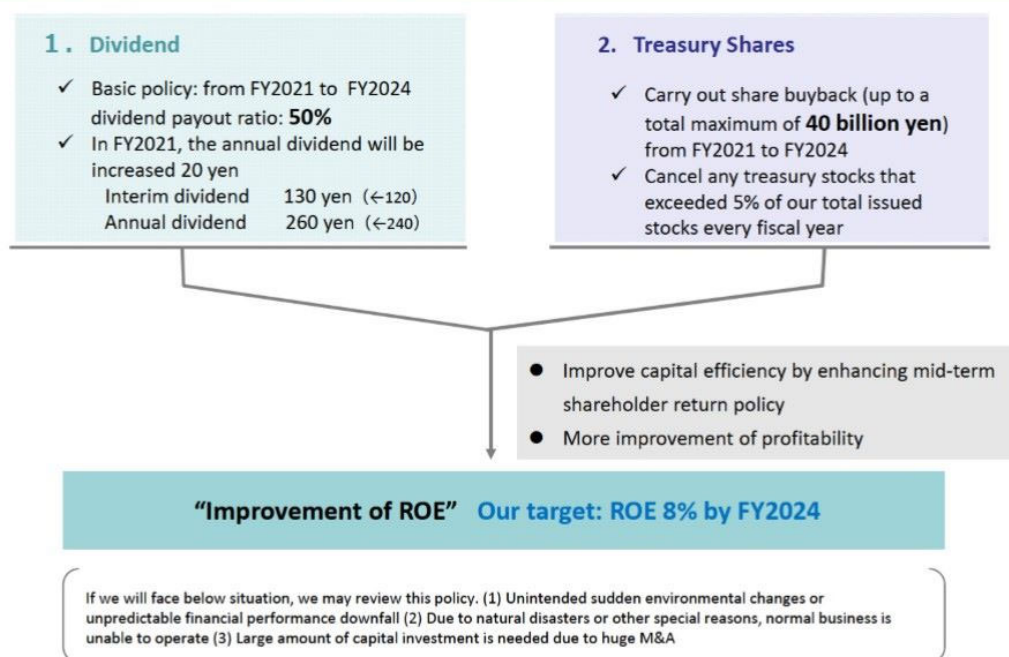 1. Dividend
✓ Basic policy: from FY2021 to FY2024
dividend payout ratio: 50%
✓ In FY2021, the annual dividend will be
increased 20 yen
Interim dividend 130 yen (←120)
Annual dividend 260 yen (←240)
2. Treasury Shares
✓ Carry out share buyback (up to a
total maximum of 40 billion yen)
from FY2021 to FY2024
✓ Cancel any treasury stocks that
exceeded 5% of our total issued
stocks every fiscal year
● Improve capital efficiency by enhancing mid-term
shareholder return policy
● More improvement of profitability
“Improvement of ROE” Our target: ROE 8% by FY2024
If we will face below situation, we may review this policy. (1) Unintended sudden environmental changes or
unpredictable financial performance downfall (2) Due to natural disasters or other special reasons, normal business is
unable to operate (3) Large amount of capital investment is needed due to huge M&A